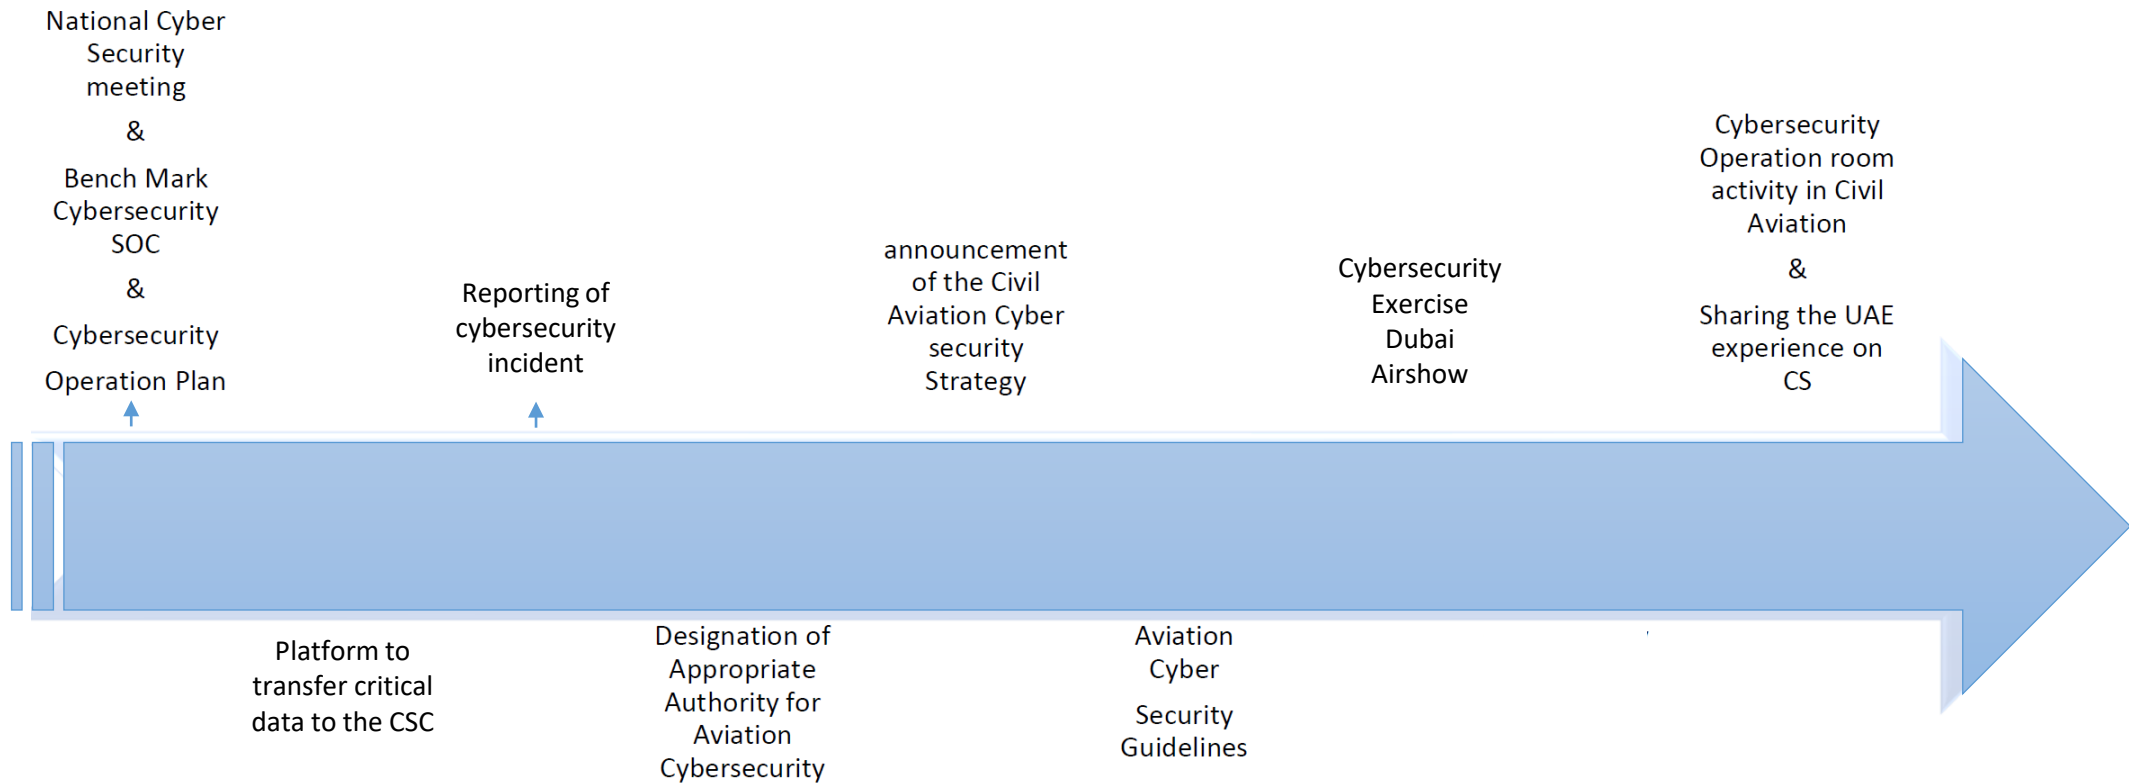 National Cyber
Security
meeting
&
Bench Mark
Cybersecurity
SOC
&
Cybersecurity
Operation Plan
Platform to
transfer critical
data to the CSC
Reporting of
cybersecurity
incident
Designation of
Appropriate
Authority for
Aviation
Cybersecurity
announcement
of the Civil
Aviation Cyber
security
Strategy
Aviation
Cyber
Security
Guidelines
Cybersecurity
Exercise
Dubai
Airshow
Cybersecurity
Operation room
activity in Civil
Aviation
&
Sharing the UAE
experience on
CS